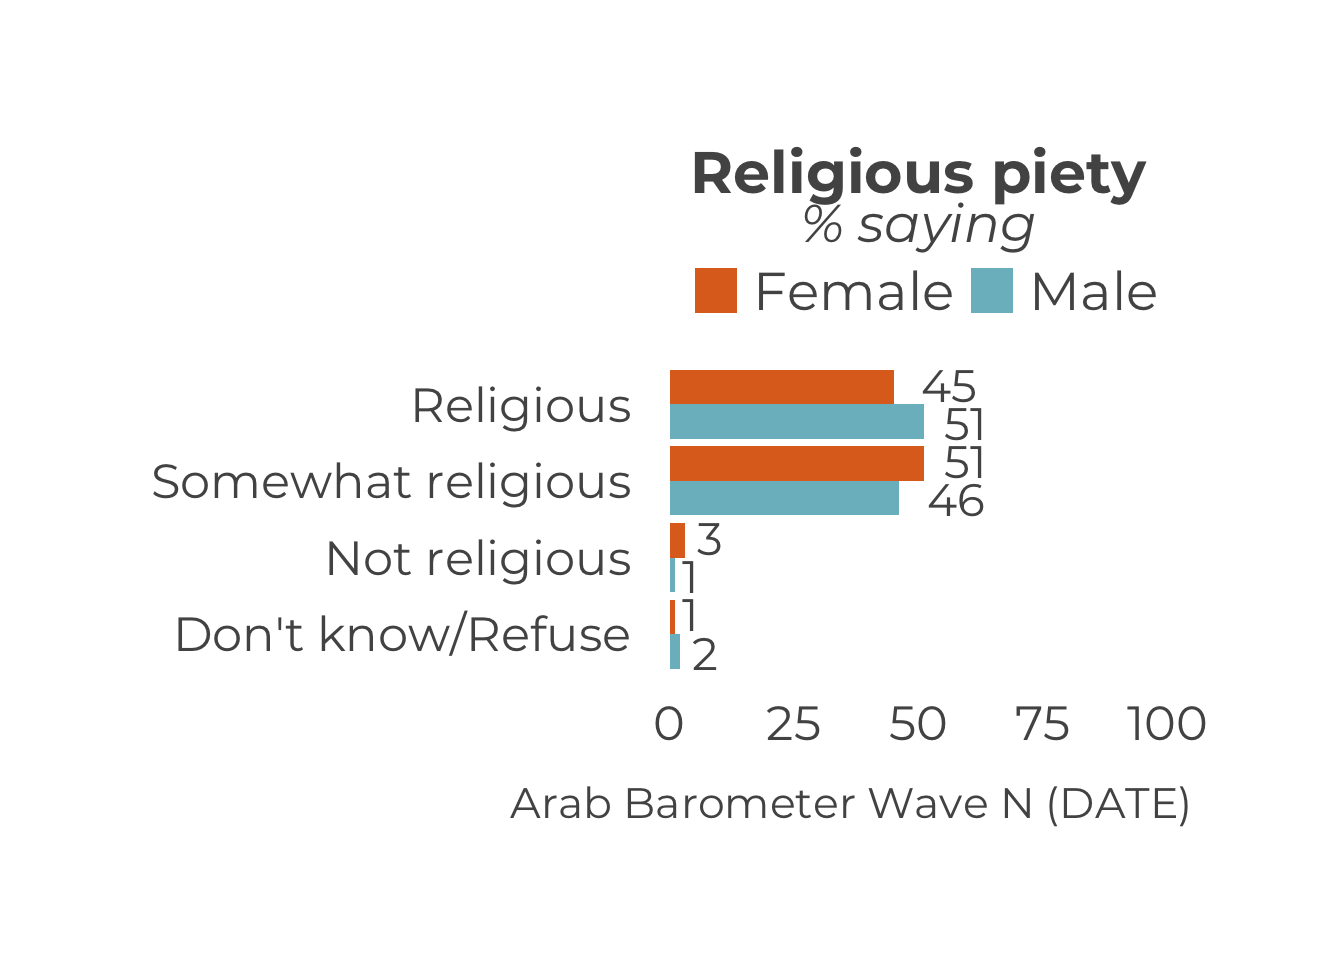 Religious piety
% saying
Female Male
Religious 45
51
Somewhat religious 51
46
Not religious 3
1
Don't know/Refuse 1
2
0 25 50 75 100
Arab Barometer Wave N (DATE)